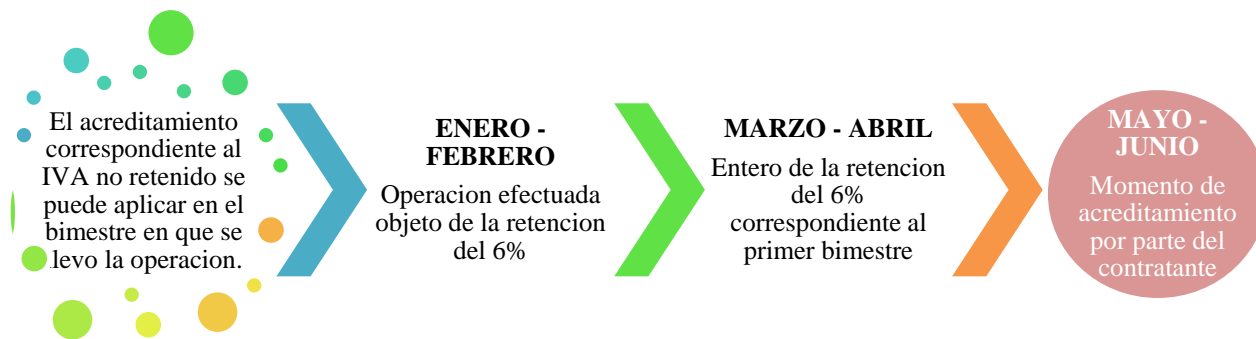 El acreditamiento
correspondiente al
IVA no retenido se
puede aplicar en el
bimestre en que se
levo la operacion.
ENERO -
FEBRERO
Operacion efectuada
objeto de la retencion
del 6%
MARZO - ABRIL
Entero de la retencion
del 6%
correspondiente al
primer bimestre
MAYO -
JUNIO
Momento de
acreditamiento
por parte del
contratante